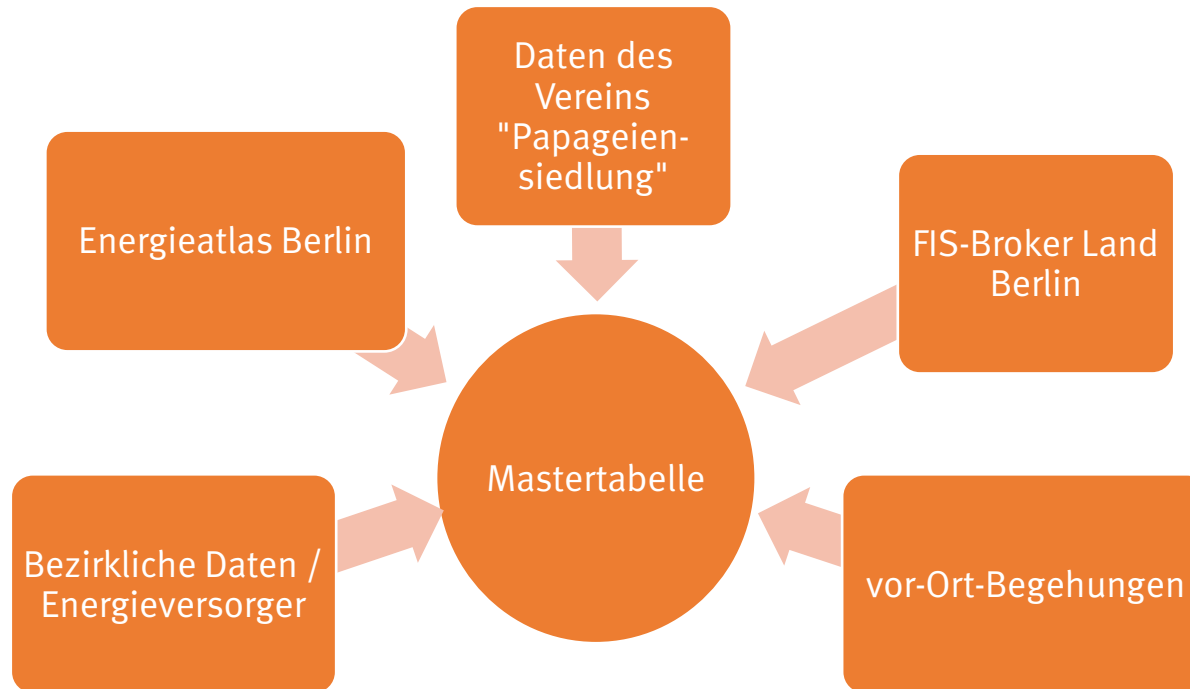 Daten des
Vereins
"Papageien-
siedlung"
Energieatlas Berlin
FIS-Broker Land
Berlin
Mastertabelle
Bezirkliche Daten /
Energieversorger
vor-Ort-Begehungen